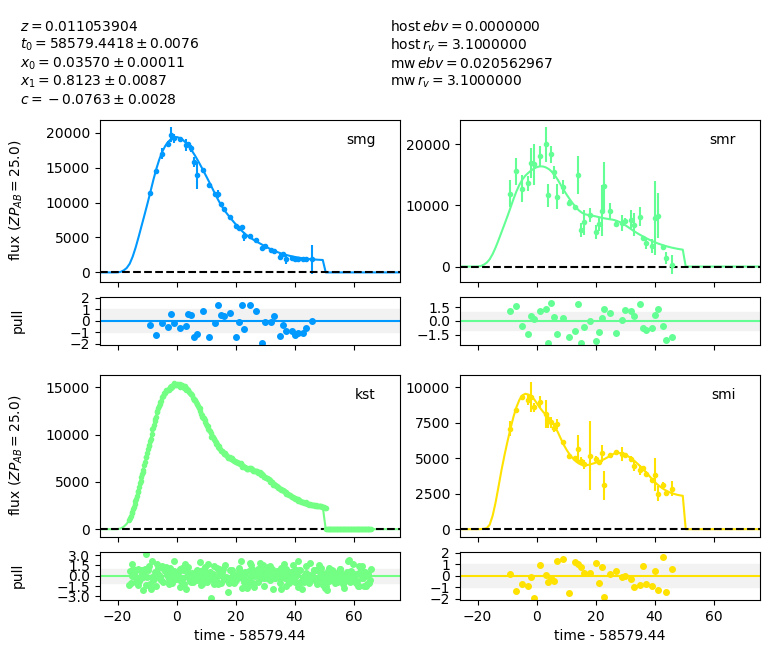 z = 0.011053904
host ebv = 0.0000000
t₀ = 58579.4418 ± 0.0076
host r_v = 3.1000000
x₀ = 0.03570 ± 0.00011
mw ebv = 0.020562967
x₁ = 0.8123 ± 0.0087
mw r_v = 3.1000000
c = −0.0763 ± 0.0028
flux (ZP_AB = 25.0)
20000
15000
10000
5000
0
smg
20000
10000
0
smr
pull
2
1
0
−1
−2
1.5
0.0
−1.5
flux (ZP_AB = 25.0)
15000
10000
5000
0
kst
10000
7500
5000
2500
0
smi
pull
3.0
1.5
0.0
−1.5
−3.0
2
1
0
−1
−2
−20 0 20 40 60
−20 0 20 40 60
time - 58579.44
time - 58579.44